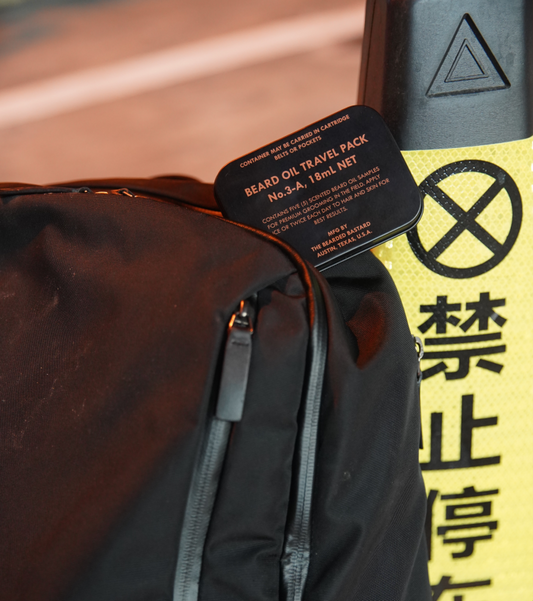 CONTAINER MAY BE CARRIED IN CARTRIDGE
BELTS OR POCKETS
BEARD OIL TRAVEL PACK
No.3-A, 18mL NET
CONTAINS FIVE (5) SCENTED BEARD OIL SAMPLES
FOR PREMIUM GROOMING IN THE FIELD. APPLY
OR TWICE EACH DAY TO HAIR AND SKIN FOR
BEST RESULTS.
MFG BY
THE BEARDED BASTARD
AUSTIN, TEXAS, U.S.A.
禁
止
停